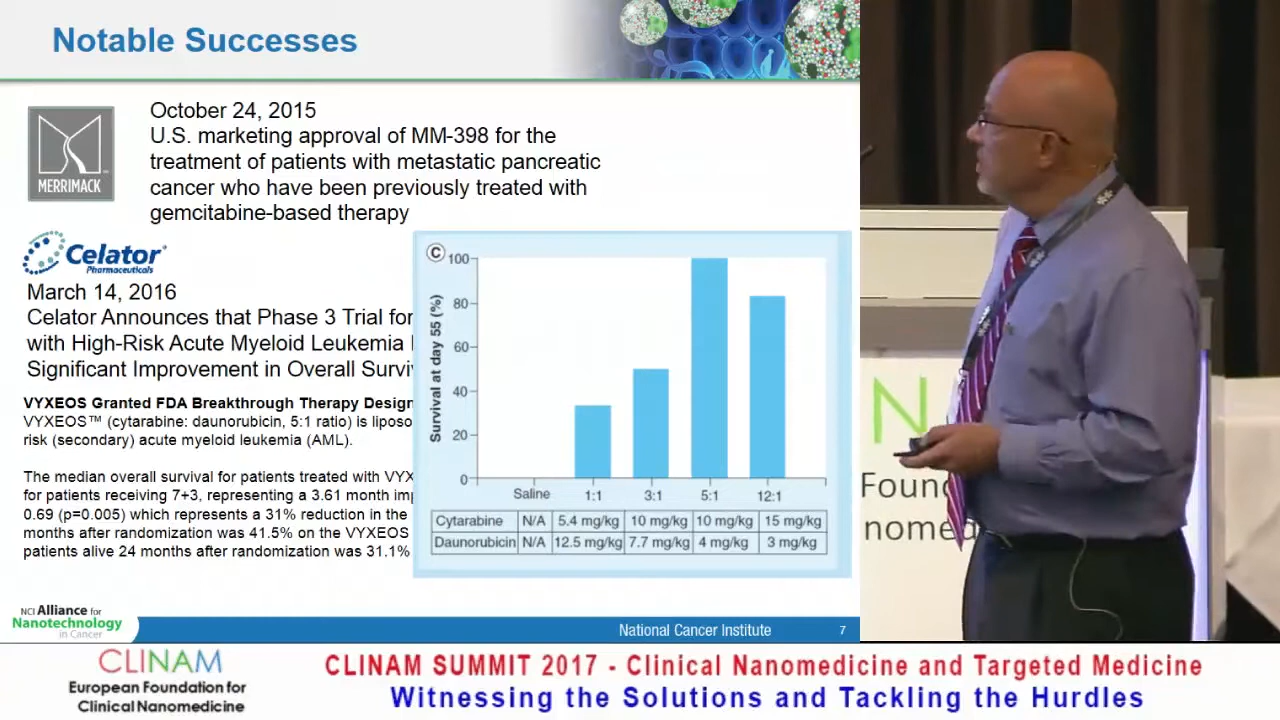 Notable Successes
MERRIMACK
October 24, 2015
U.S. marketing approval of MM-398 for the
treatment of patients with metastatic pancreatic
cancer who have been previously treated with
gemcitabine-based therapy
Celator
Pharmaceuticals
March 14, 2016
Celator Announces that Phase 3 Trial for
with High-Risk Acute Myeloid Leukemia
Significant Improvement in Overall Surviv
VYXEOS Granted FDA Breakthrough Therapy Design
VYXEOS™ (cytarabine: daunorubicin, 5:1 ratio) is liposo
risk (secondary) acute myeloid leukemia (AML).
The median overall survival for patients treated with VYX
for patients receiving 7+3, representing a 3.61 month imp
0.69 (p=0.005) which represents a 31% reduction in the
months after randomization was 41.5% on the VYXEOS
patients alive 24 months after randomization was 31.1%
C
Survival at day 55 (%)
100
80
60
40
20
0
Saline 1:1 3:1 5:1 12:1
Cytarabine N/A 5.4 mg/kg 10 mg/kg 10 mg/kg 15 mg/kg
Daunorubicin N/A 12.5 mg/kg 7.7 mg/kg 4 mg/kg 3 mg/kg
NCI Alliance for
Nanotechnology
in Cancer
National Cancer Institute 7
N
Found
nomed
CLINAM
European Foundation for
Clinical Nanomedicine
CLINAM SUMMIT 2017 - Clinical Nanomedicine and Targeted Medicine
Witnessing the Solutions and Tackling the Hurdles